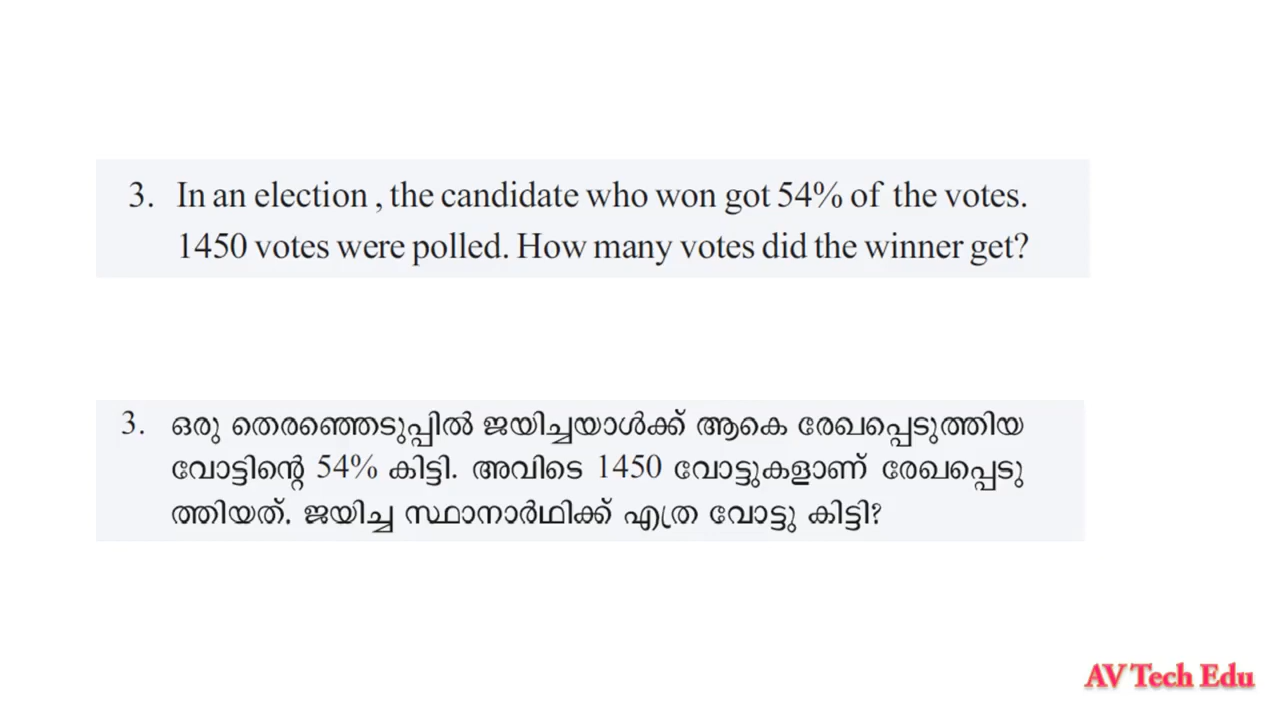 3. In an election , the candidate who won got 54% of the votes.
1450 votes were polled. How many votes did the winner get?
3. ഒരു തെരഞ്ഞെടുപ്പിൽ ജയിച്ചയാൾക്ക് ആകെ രേഖപ്പെടുത്തിയ
വോട്ടിന്റെ 54% കിട്ടി. അവിടെ 1450 വോട്ടുകളാണ് രേഖപ്പെടു
ത്തിയത്. ജയിച്ച സ്ഥാനാർഥിക്ക് എത്ര വോട്ടു കിട്ടി?
AV Tech Edu